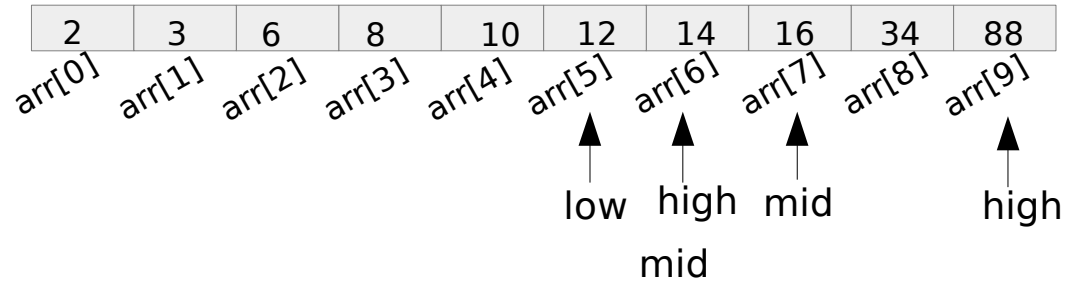 2 3 6 8 10 12 14 16 34 88
arr[0] arr[1] arr[2] arr[3] arr[4] arr[5] arr[6] arr[7] arr[8] arr[9]
low high mid high
mid